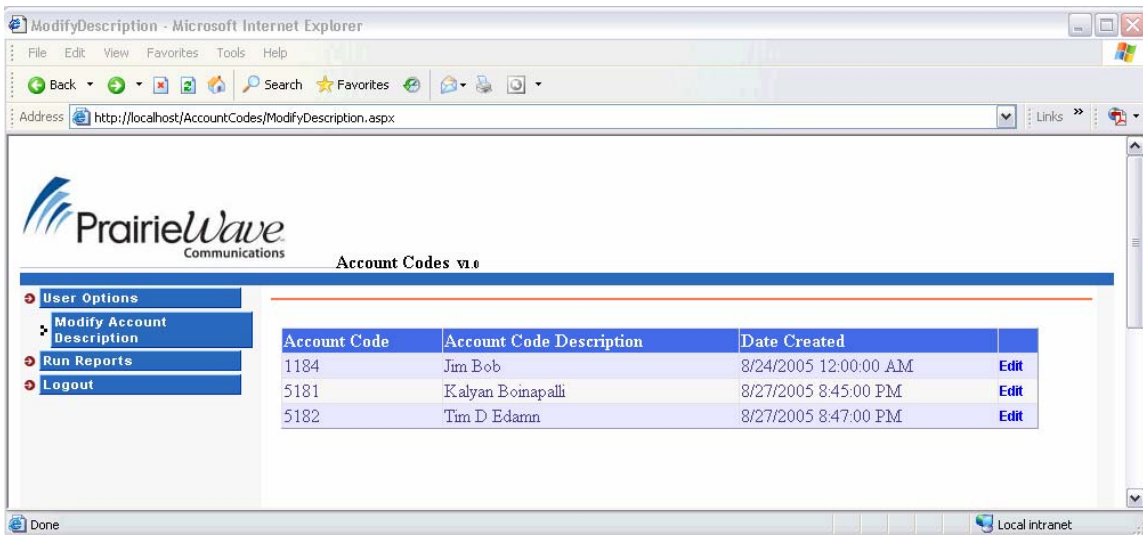 ModifyDescription - Microsoft Internet Explorer
File Edit View Favorites Tools Help
Back Search Favorites
Address http://localhost/AccountCodes/ModifyDescription.aspx Links »
PrairieWave
Communications
Account Codes v1.0
User Options
Modify Account
Description
Run Reports
Logout
Account Code Account Code Description Date Created
1184 Jim Bob 8/24/2005 12:00:00 AM Edit
5181 Kalyan Boinapalli 8/27/2005 8:45:00 PM Edit
5182 Tim D Edamn 8/27/2005 8:47:00 PM Edit
Done Local intranet